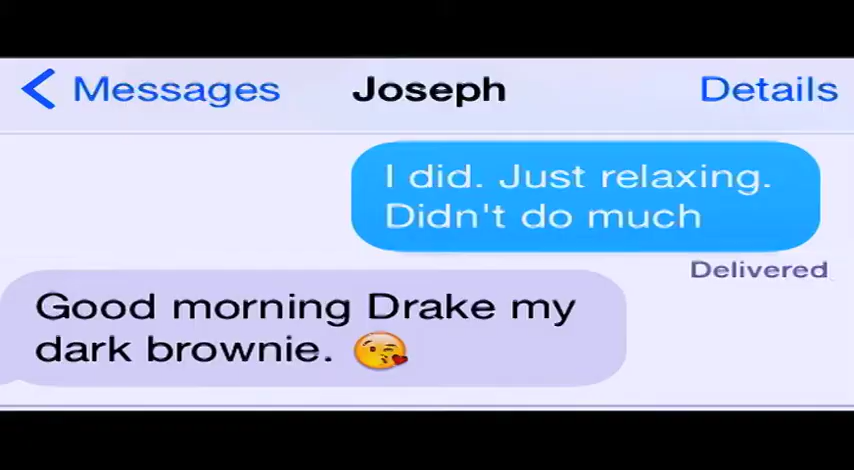 Messages Joseph Details
I did. Just relaxing.
Didn't do much
Delivered
Good morning Drake my
dark brownie. 😘